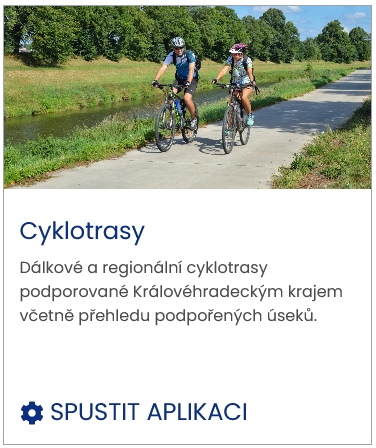 Cyklotrasy
Dálkové a regionální cyklotrasy
podporované Královéhradeckým krajem
včetně přehledu podpořených úseků.
SPUSTIT APLIKACI